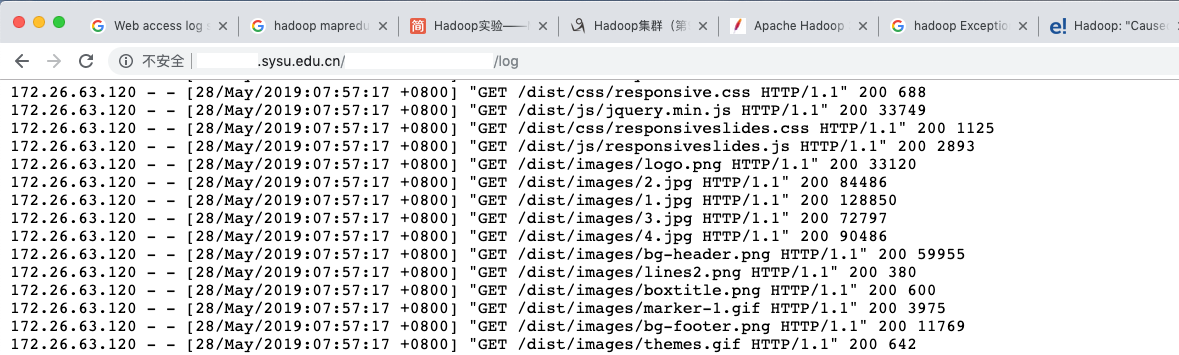 Web access log s
hadoop mapredu
Hadoop实验——
Hadoop集群（第
Apache Hadoop
hadoop Exceptio
Hadoop: "Cause
不安全 | .sysu.edu.cn/ /log
172.26.63.120 - - [28/May/2019:07:57:17 +0800] "GET /dist/css/responsive.css HTTP/1.1" 200 688
172.26.63.120 - - [28/May/2019:07:57:17 +0800] "GET /dist/js/jquery.min.js HTTP/1.1" 200 33749
172.26.63.120 - - [28/May/2019:07:57:17 +0800] "GET /dist/css/responsiveslides.css HTTP/1.1" 200 1125
172.26.63.120 - - [28/May/2019:07:57:17 +0800] "GET /dist/js/responsiveslides.js HTTP/1.1" 200 2893
172.26.63.120 - - [28/May/2019:07:57:17 +0800] "GET /dist/images/logo.png HTTP/1.1" 200 33120
172.26.63.120 - - [28/May/2019:07:57:17 +0800] "GET /dist/images/2.jpg HTTP/1.1" 200 84486
172.26.63.120 - - [28/May/2019:07:57:17 +0800] "GET /dist/images/1.jpg HTTP/1.1" 200 128850
172.26.63.120 - - [28/May/2019:07:57:17 +0800] "GET /dist/images/3.jpg HTTP/1.1" 200 72797
172.26.63.120 - - [28/May/2019:07:57:17 +0800] "GET /dist/images/4.jpg HTTP/1.1" 200 90486
172.26.63.120 - - [28/May/2019:07:57:17 +0800] "GET /dist/images/bg-header.png HTTP/1.1" 200 59955
172.26.63.120 - - [28/May/2019:07:57:17 +0800] "GET /dist/images/lines2.png HTTP/1.1" 200 380
172.26.63.120 - - [28/May/2019:07:57:17 +0800] "GET /dist/images/boxtitle.png HTTP/1.1" 200 600
172.26.63.120 - - [28/May/2019:07:57:17 +0800] "GET /dist/images/marker-1.gif HTTP/1.1" 200 3975
172.26.63.120 - - [28/May/2019:07:57:17 +0800] "GET /dist/images/bg-footer.png HTTP/1.1" 200 11769
172.26.63.120 - - [28/May/2019:07:57:17 +0800] "GET /dist/images/themes.gif HTTP/1.1" 200 642